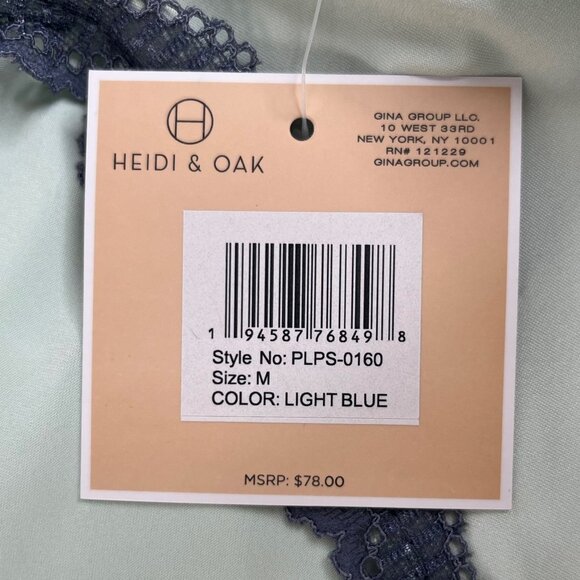 H
HEIDI & OAK
GINA GROUP LLC.
10 WEST 33RD
NEW YORK, NY 10001
RN# 121229
GINAGROUP.COM
1 94587 76849 8
Style No: PLPS-0160
Size: M
COLOR: LIGHT BLUE
MSRP: $78.00